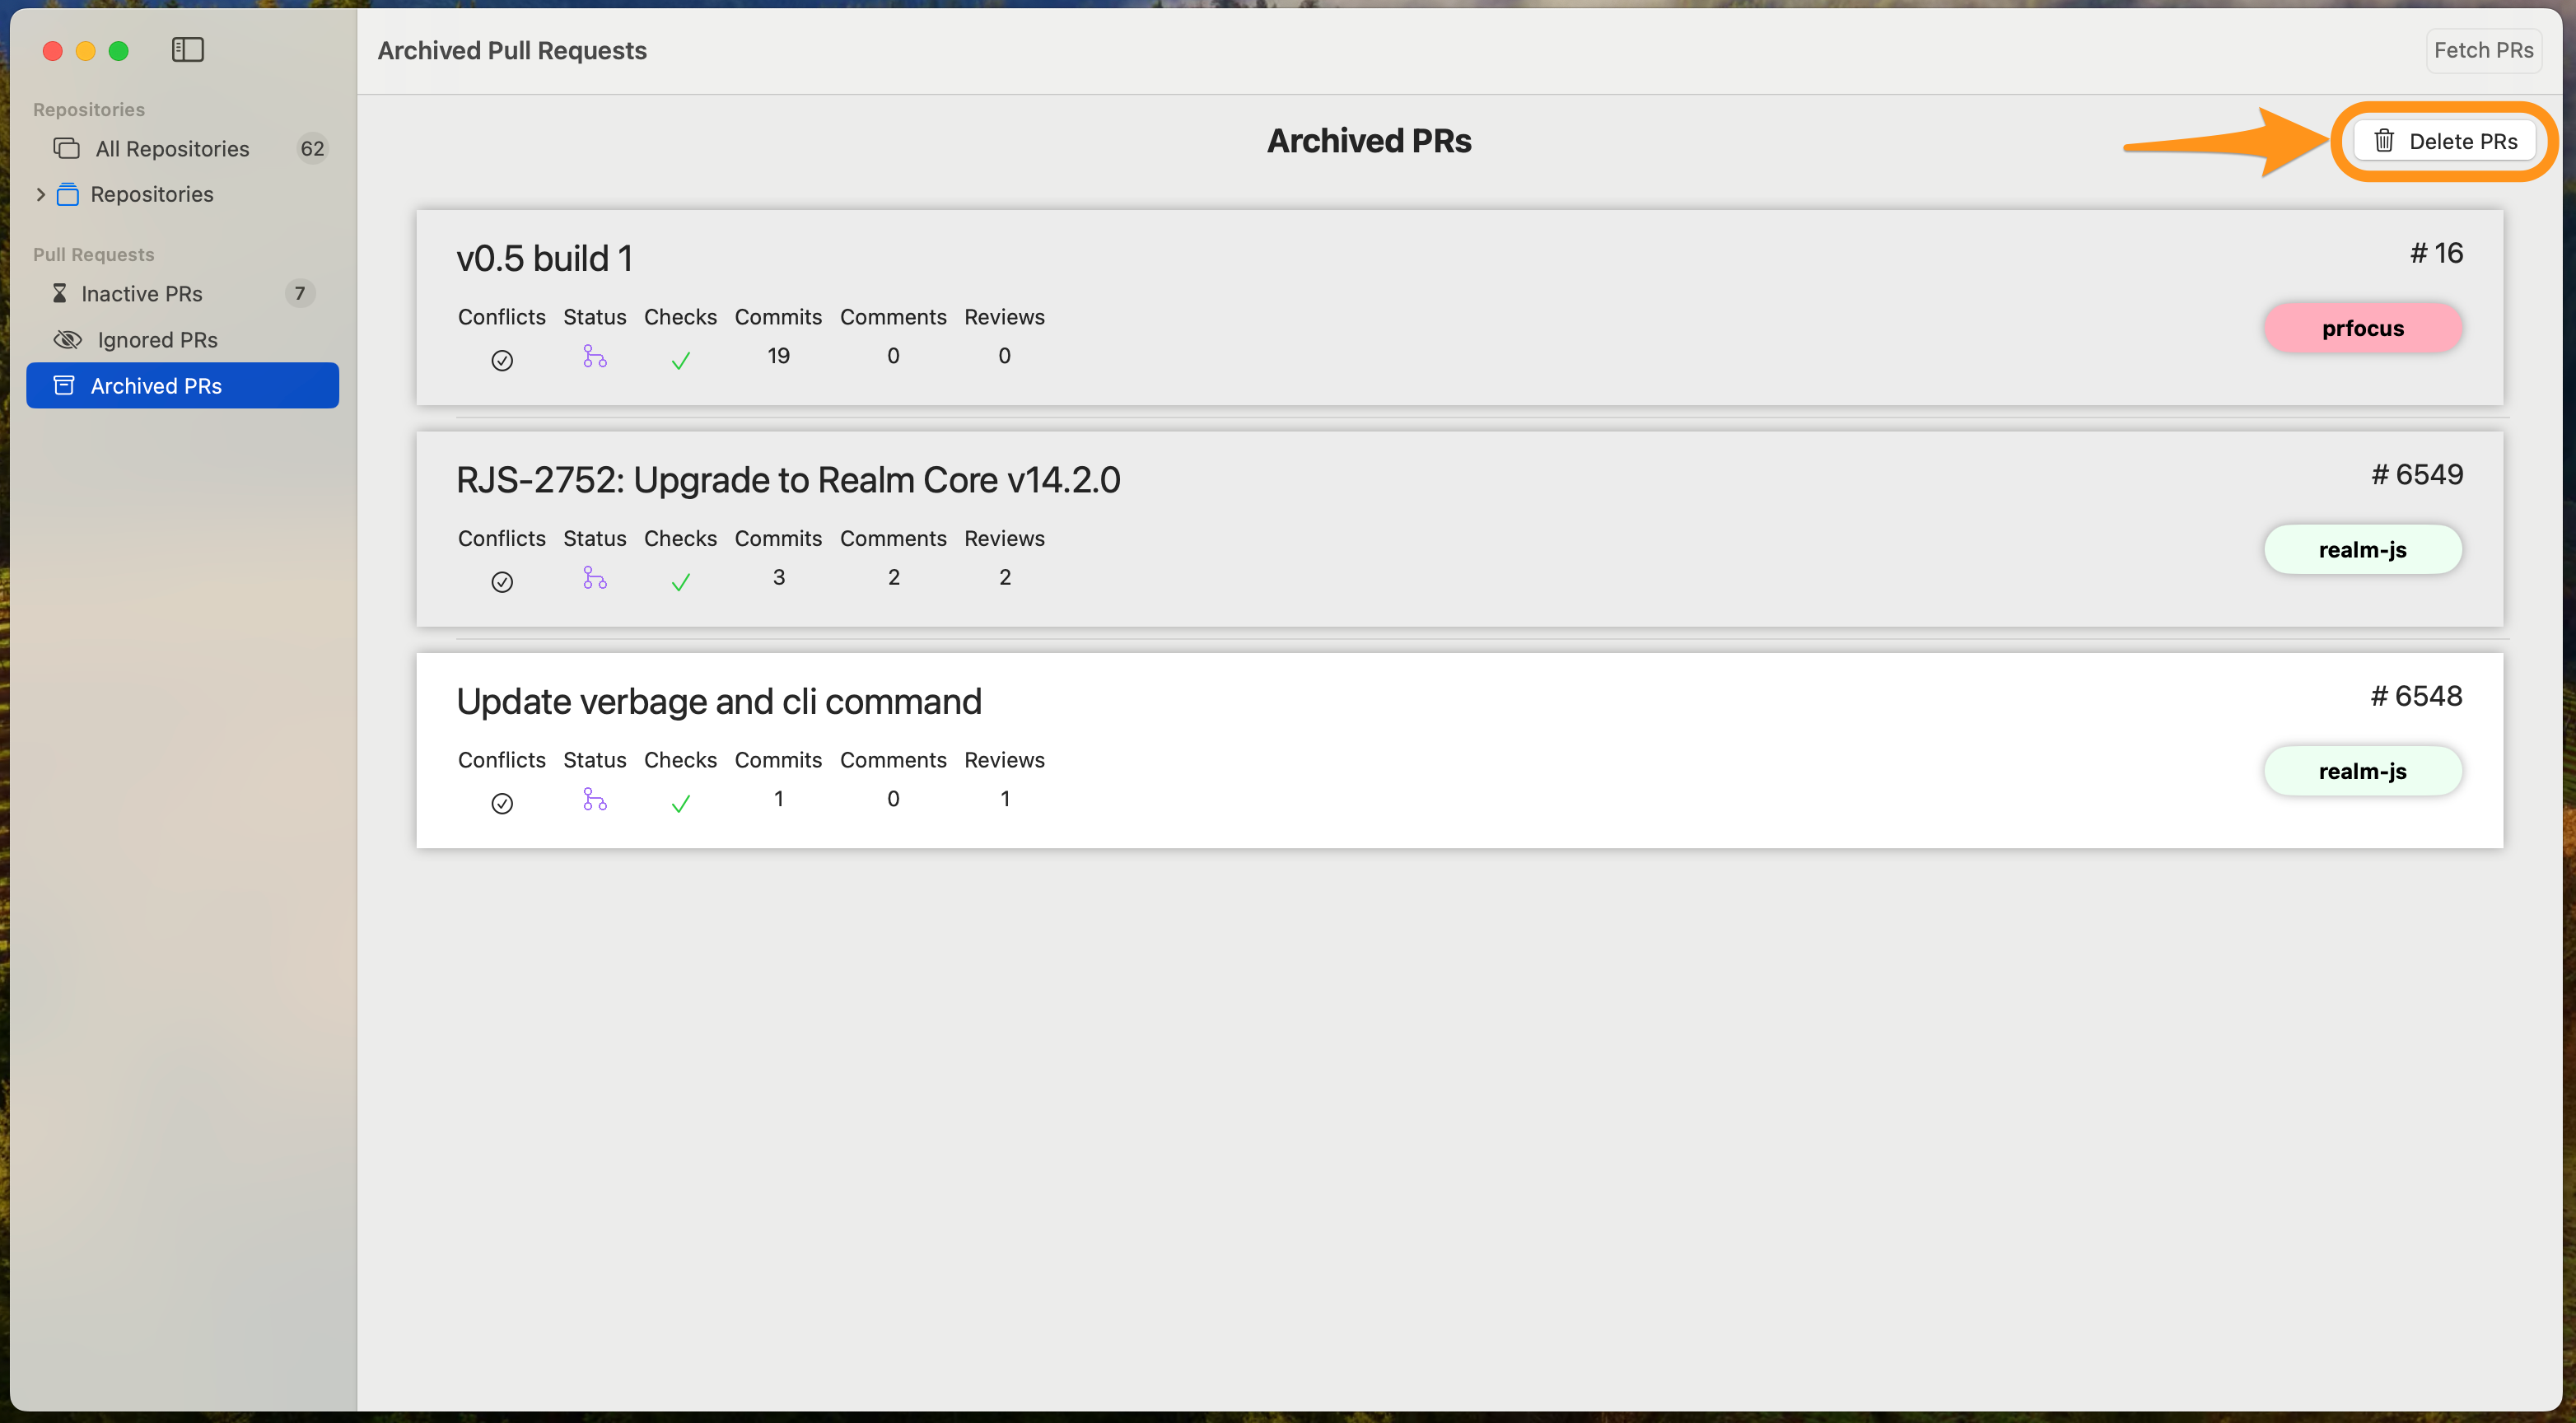 Archived Pull Requests
Fetch PRs
Repositories
All Repositories 62
Repositories
Pull Requests
Inactive PRs 7
Ignored PRs
Archived PRs
Archived PRs
Delete PRs
v0.5 build 1
# 16
Conflicts Status Checks Commits Comments Reviews
19 0 0
prfocus
RJS-2752: Upgrade to Realm Core v14.2.0
# 6549
Conflicts Status Checks Commits Comments Reviews
3 2 2
realm-js
Update verbage and cli command
# 6548
Conflicts Status Checks Commits Comments Reviews
1 0 1
realm-js